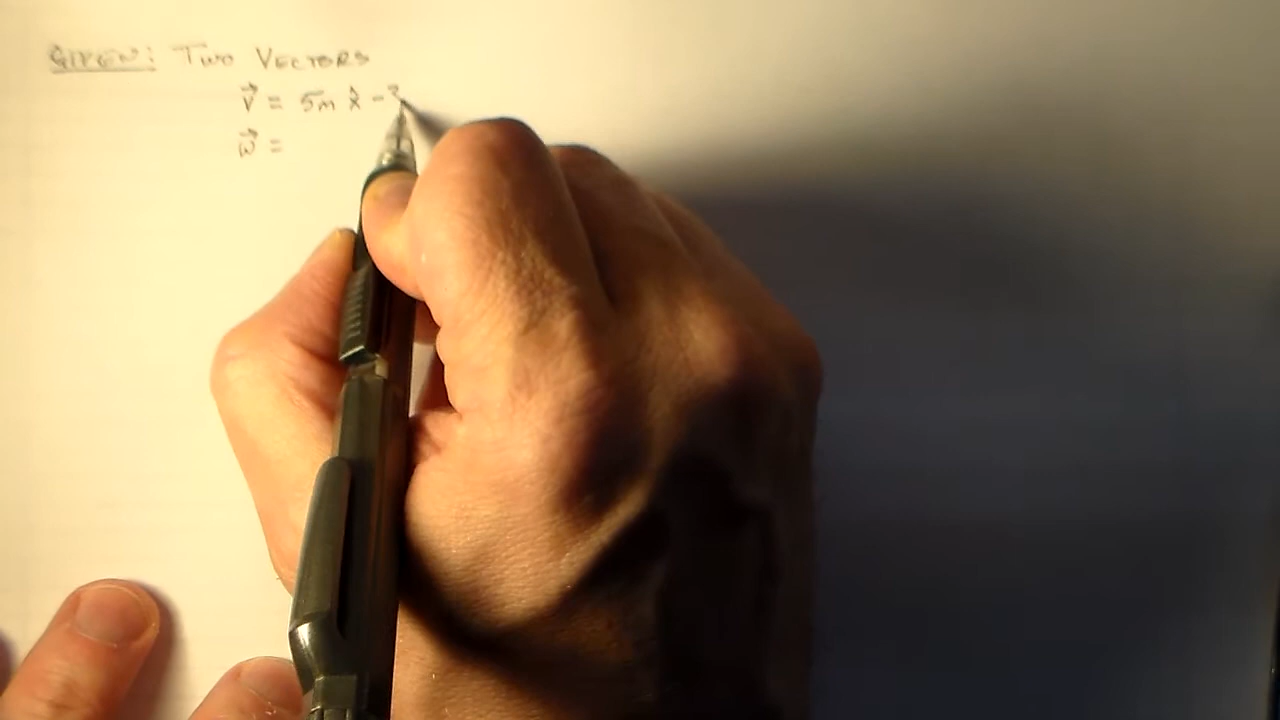 GIVEN: TWO VECTORS
v⃗ = 5m x̂ -
w⃗ =